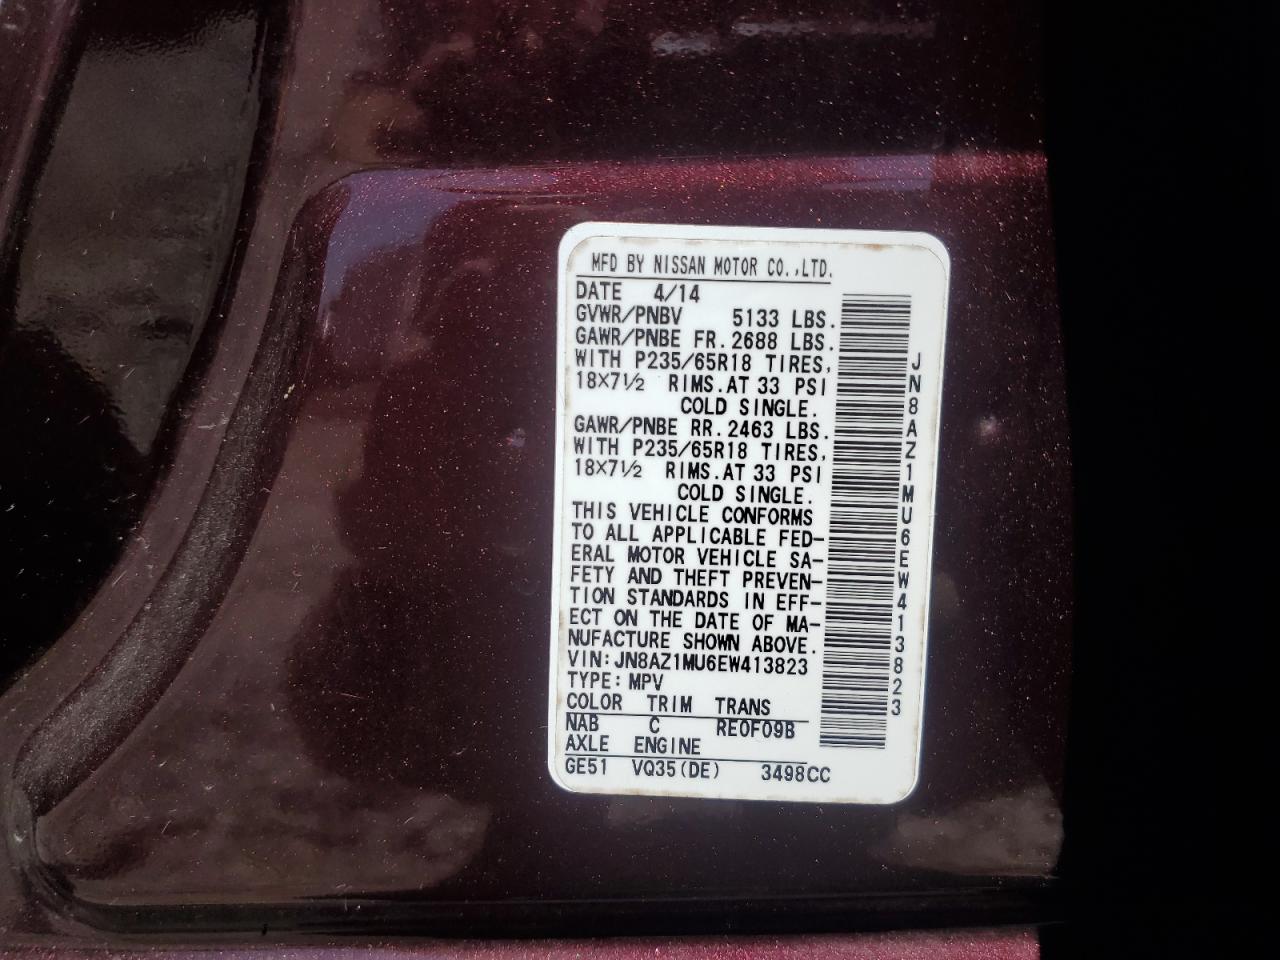 MFD BY NISSAN MOTOR CO.,LTD.
DATE 4/14
GVWR/PNBV 5133 LBS.
GAWR/PNBE FR.2688 LBS.
WITH P235/65R18 TIRES,
18×7½ RIMS.AT 33 PSI
COLD SINGLE.
GAWR/PNBE RR.2463 LBS.
WITH P235/65R18 TIRES,
18×7½ RIMS.AT 33 PSI
COLD SINGLE.
THIS VEHICLE CONFORMS
TO ALL APPLICABLE FED-
ERAL MOTOR VEHICLE SA-
FETY AND THEFT PREVEN-
TION STANDARDS IN EFF-
ECT ON THE DATE OF MA-
NUFACTURE SHOWN ABOVE.
VIN:JN8AZ1MU6EW413823
TYPE:MPV
COLOR TRIM TRANS
NAB C RE0F09B
AXLE ENGINE
GE51 VQ35(DE) 3498CC
JN8AZ1MU6EW413823